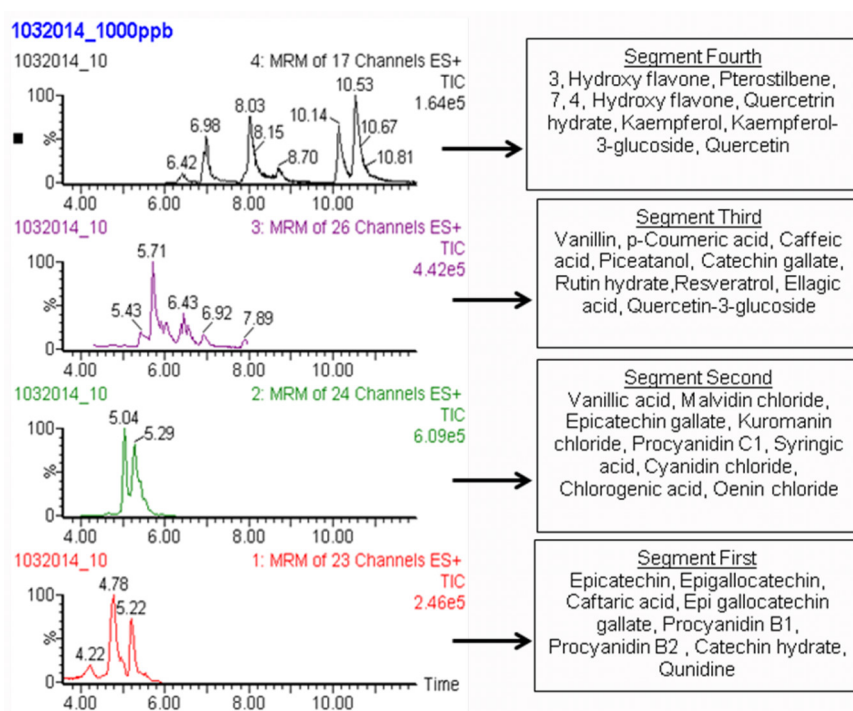 1032014_1000ppb
1032014_10
4: MRM of 17 Channels ES+
TIC
1.64e5
100
%
0
6.42
6.98
8.03
8.15
8.70
10.14
10.53
10.67
10.81
4.00 6.00 8.00 10.00
Segment Fourth
3, Hydroxy flavone, Pterostilbene,
7, 4, Hydroxy flavone, Quercetrin
hydrate, Kaempferol, Kaempferol-
3-glucoside, Quercetin
1032014_10
3: MRM of 26 Channels ES+
TIC
4.42e5
100
%
0
5.43
5.71
6.43
6.92
7.89
4.00 6.00 8.00 10.00
Segment Third
Vanillin, p-Coumeric acid, Caffeic
acid, Piceatanol, Catechin gallate,
Rutin hydrate,Resveratrol, Ellagic
acid, Quercetin-3-glucoside
1032014_10
2: MRM of 24 Channels ES+
TIC
6.09e5
100
%
0
5.04
5.29
4.00 6.00 8.00 10.00
Segment Second
Vanillic acid, Malvidin chloride,
Epicatechin gallate, Kuromanin
chloride, Procyanidin C1, Syringic
acid, Cyanidin chloride,
Chlorogenic acid, Oenin chloride
1032014_10
1: MRM of 23 Channels ES+
TIC
2.46e5
100
%
0
4.22
4.78
5.22
Time
4.00 6.00 8.00 10.00
Segment First
Epicatechin, Epigallocatechin,
Caftaric acid, Epi gallocatechin
gallate, Procyanidin B1,
Procyanidin B2 , Catechin hydrate,
Qunidine